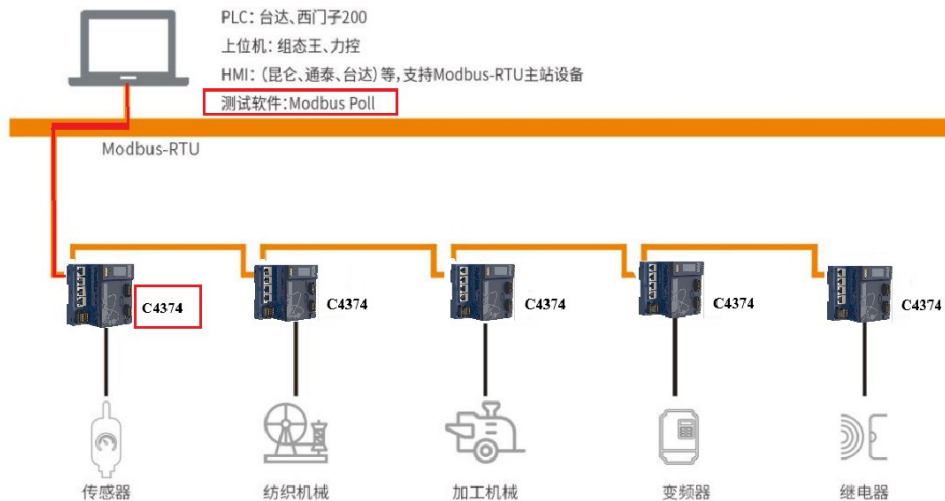 PLC：台达、西门子200
上位机：组态王、力控
HMI：（昆仑、通泰、台达）等，支持Modbus-RTU主站设备
测试软件：Modbus Poll
Modbus-RTU
C4374
C4374
C4374
C4374
C4374
传感器
纺织机械
加工机械
变频器
继电器